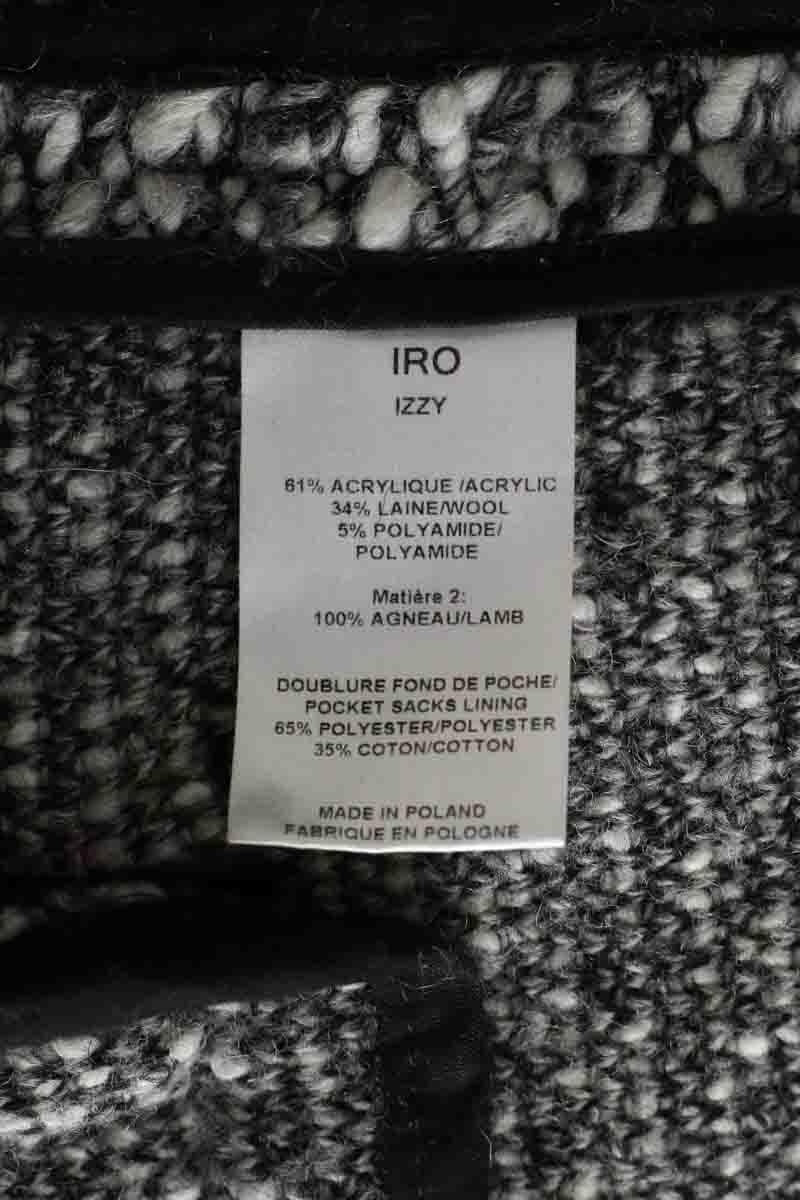 IRO
IZZY
61% ACRYLIQUE /ACRYLIC
34% LAINE/WOOL
5% POLYAMIDE/
POLYAMIDE
Matière 2:
100% AGNEAU/LAMB
DOUBLURE FOND DE POCHE/
POCKET SACKS LINING
65% POLYESTER/POLYESTER
35% COTON/COTTON
MADE IN POLAND
FABRIQUE EN POLOGNE